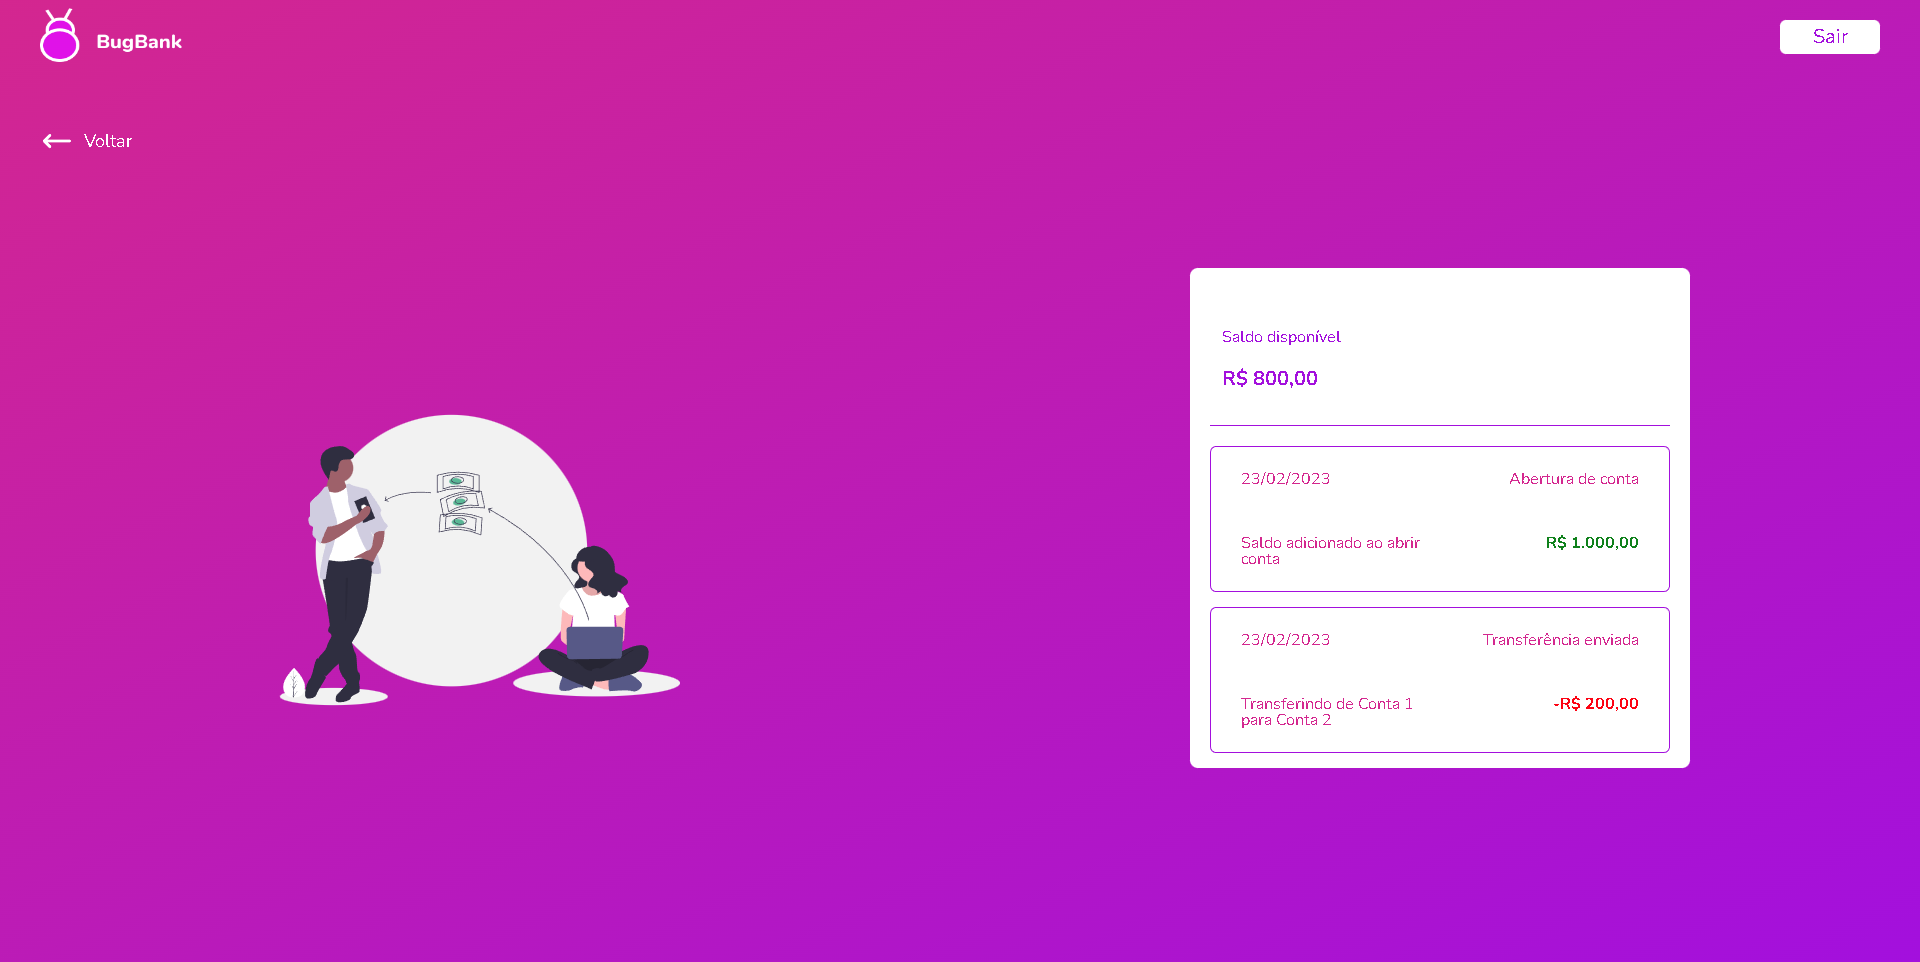 BugBank
Sair
Voltar
Saldo disponível
R$ 800,00
23/02/2023
Abertura de conta
Saldo adicionado ao abrir
conta
R$ 1.000,00
23/02/2023
Transferência enviada
Transferindo de Conta 1
para Conta 2
-R$ 200,00